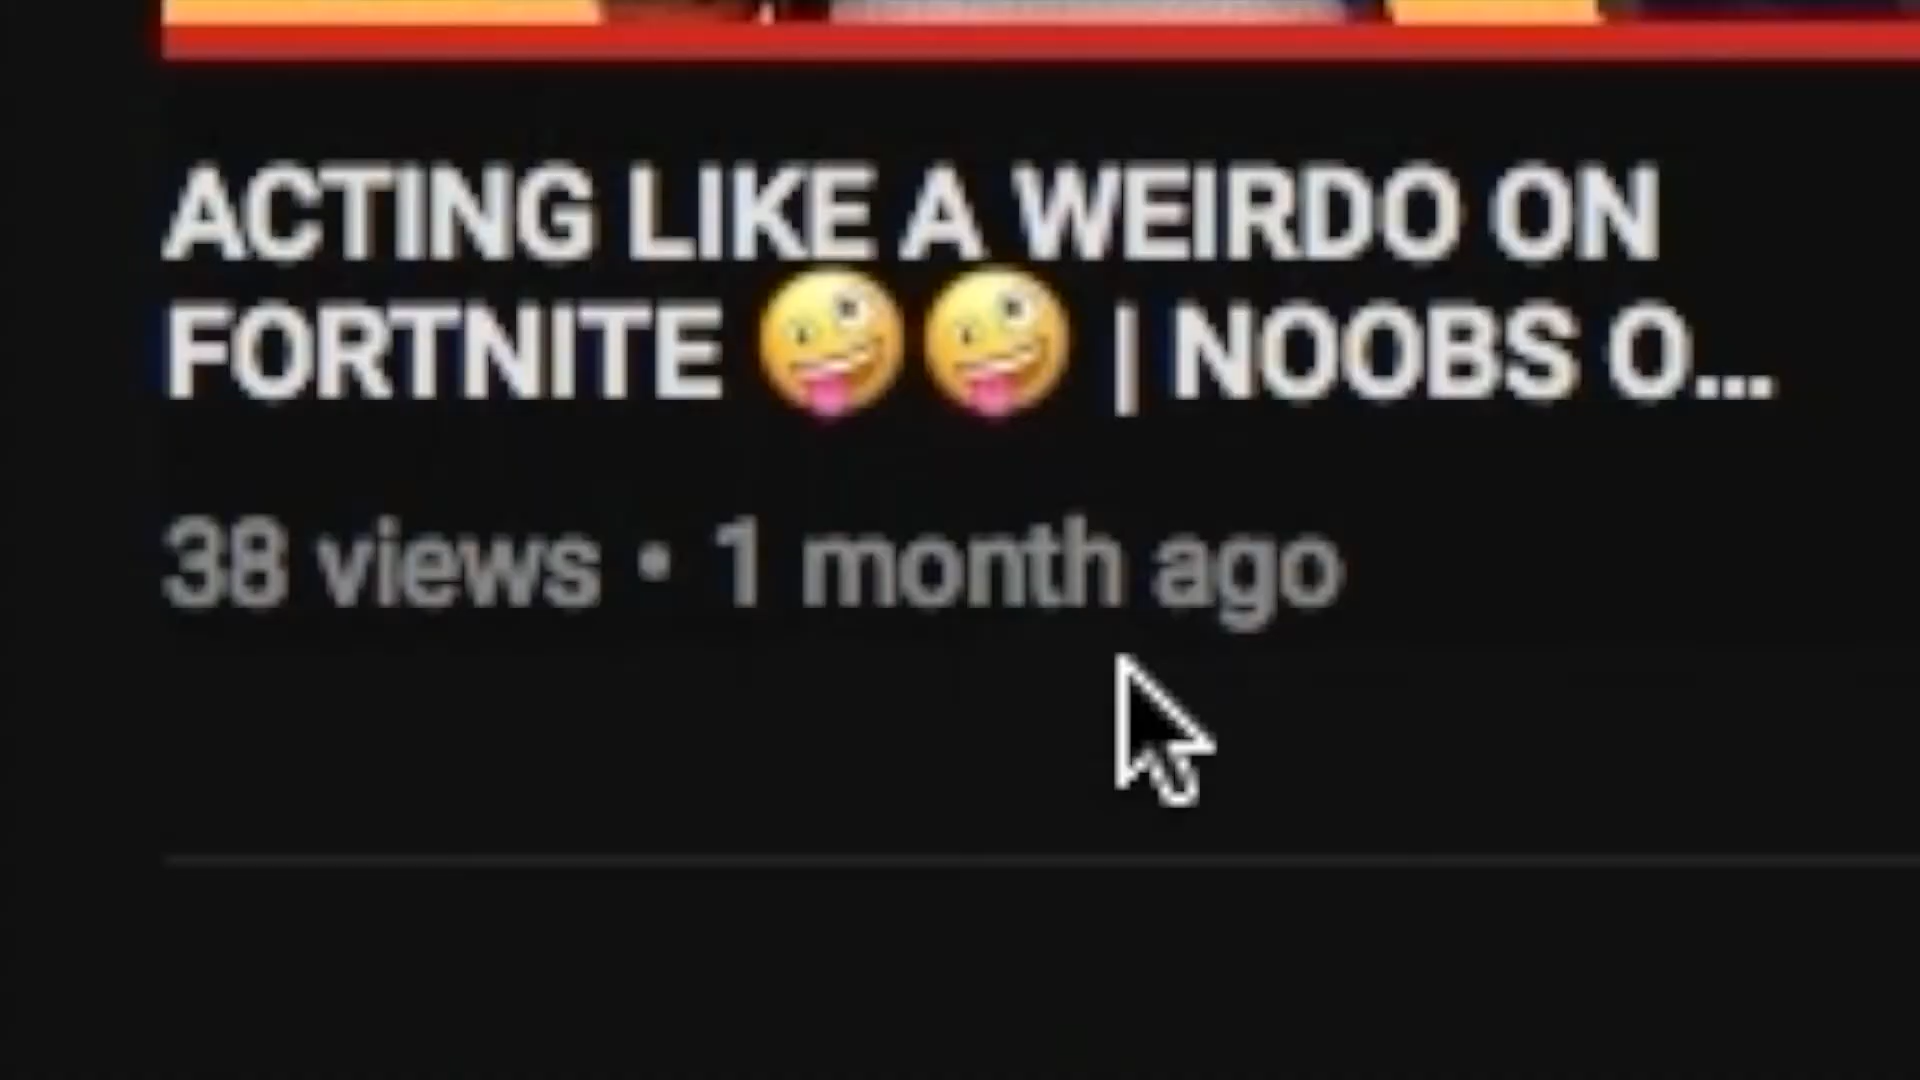 ACTING LIKE A WEIRDO ON
FORTNITE 🤪🤪 | NOOBS O...
38 views • 1 month ago